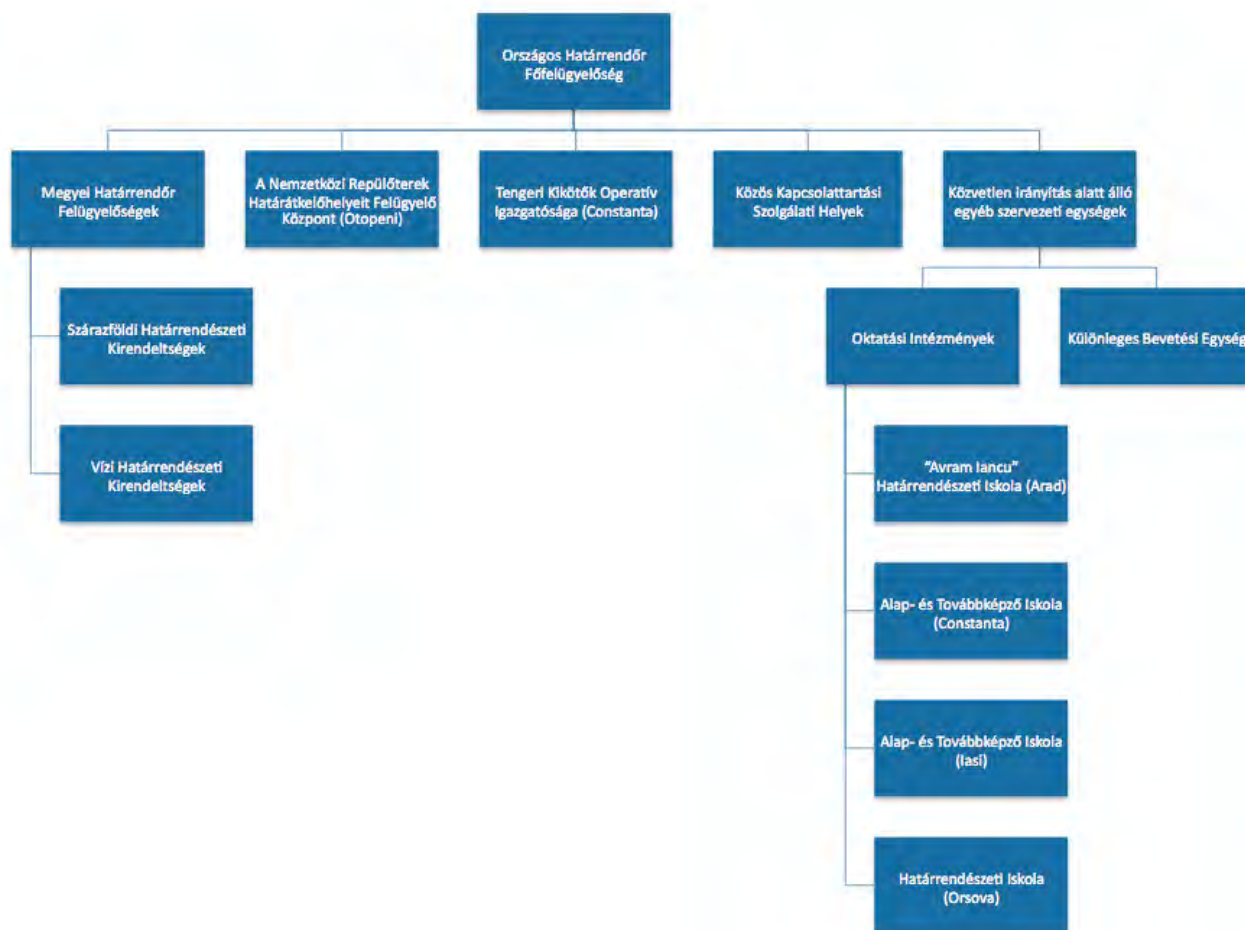 Országos Határrendőr
Főfelügyelőség
Megyei Határrendőr
Felügyelőségek
A Nemzetközi Repülőterek
Határátkelőhelyeit Felügyelő
Központ (Otopeni)
Tengeri Kikötők Operatív
Igazgatósága (Constanta)
Közös Kapcsolattartási
Szolgálati Helyek
Közvetlen irányítás alatt álló
egyéb szervezeti egységek
Szárazföldi Határrendészeti
Kirendeltségek
Vízi Határrendészeti
Kirendeltségek
Oktatási Intézmények
Különleges Bevetési Egység
"Avram Iancu"
Határrendészeti Iskola (Arad)
Alap- és Továbbképző Iskola
(Constanta)
Alap- és Továbbképző Iskola
(Iasi)
Határrendészeti Iskola
(Orsova)